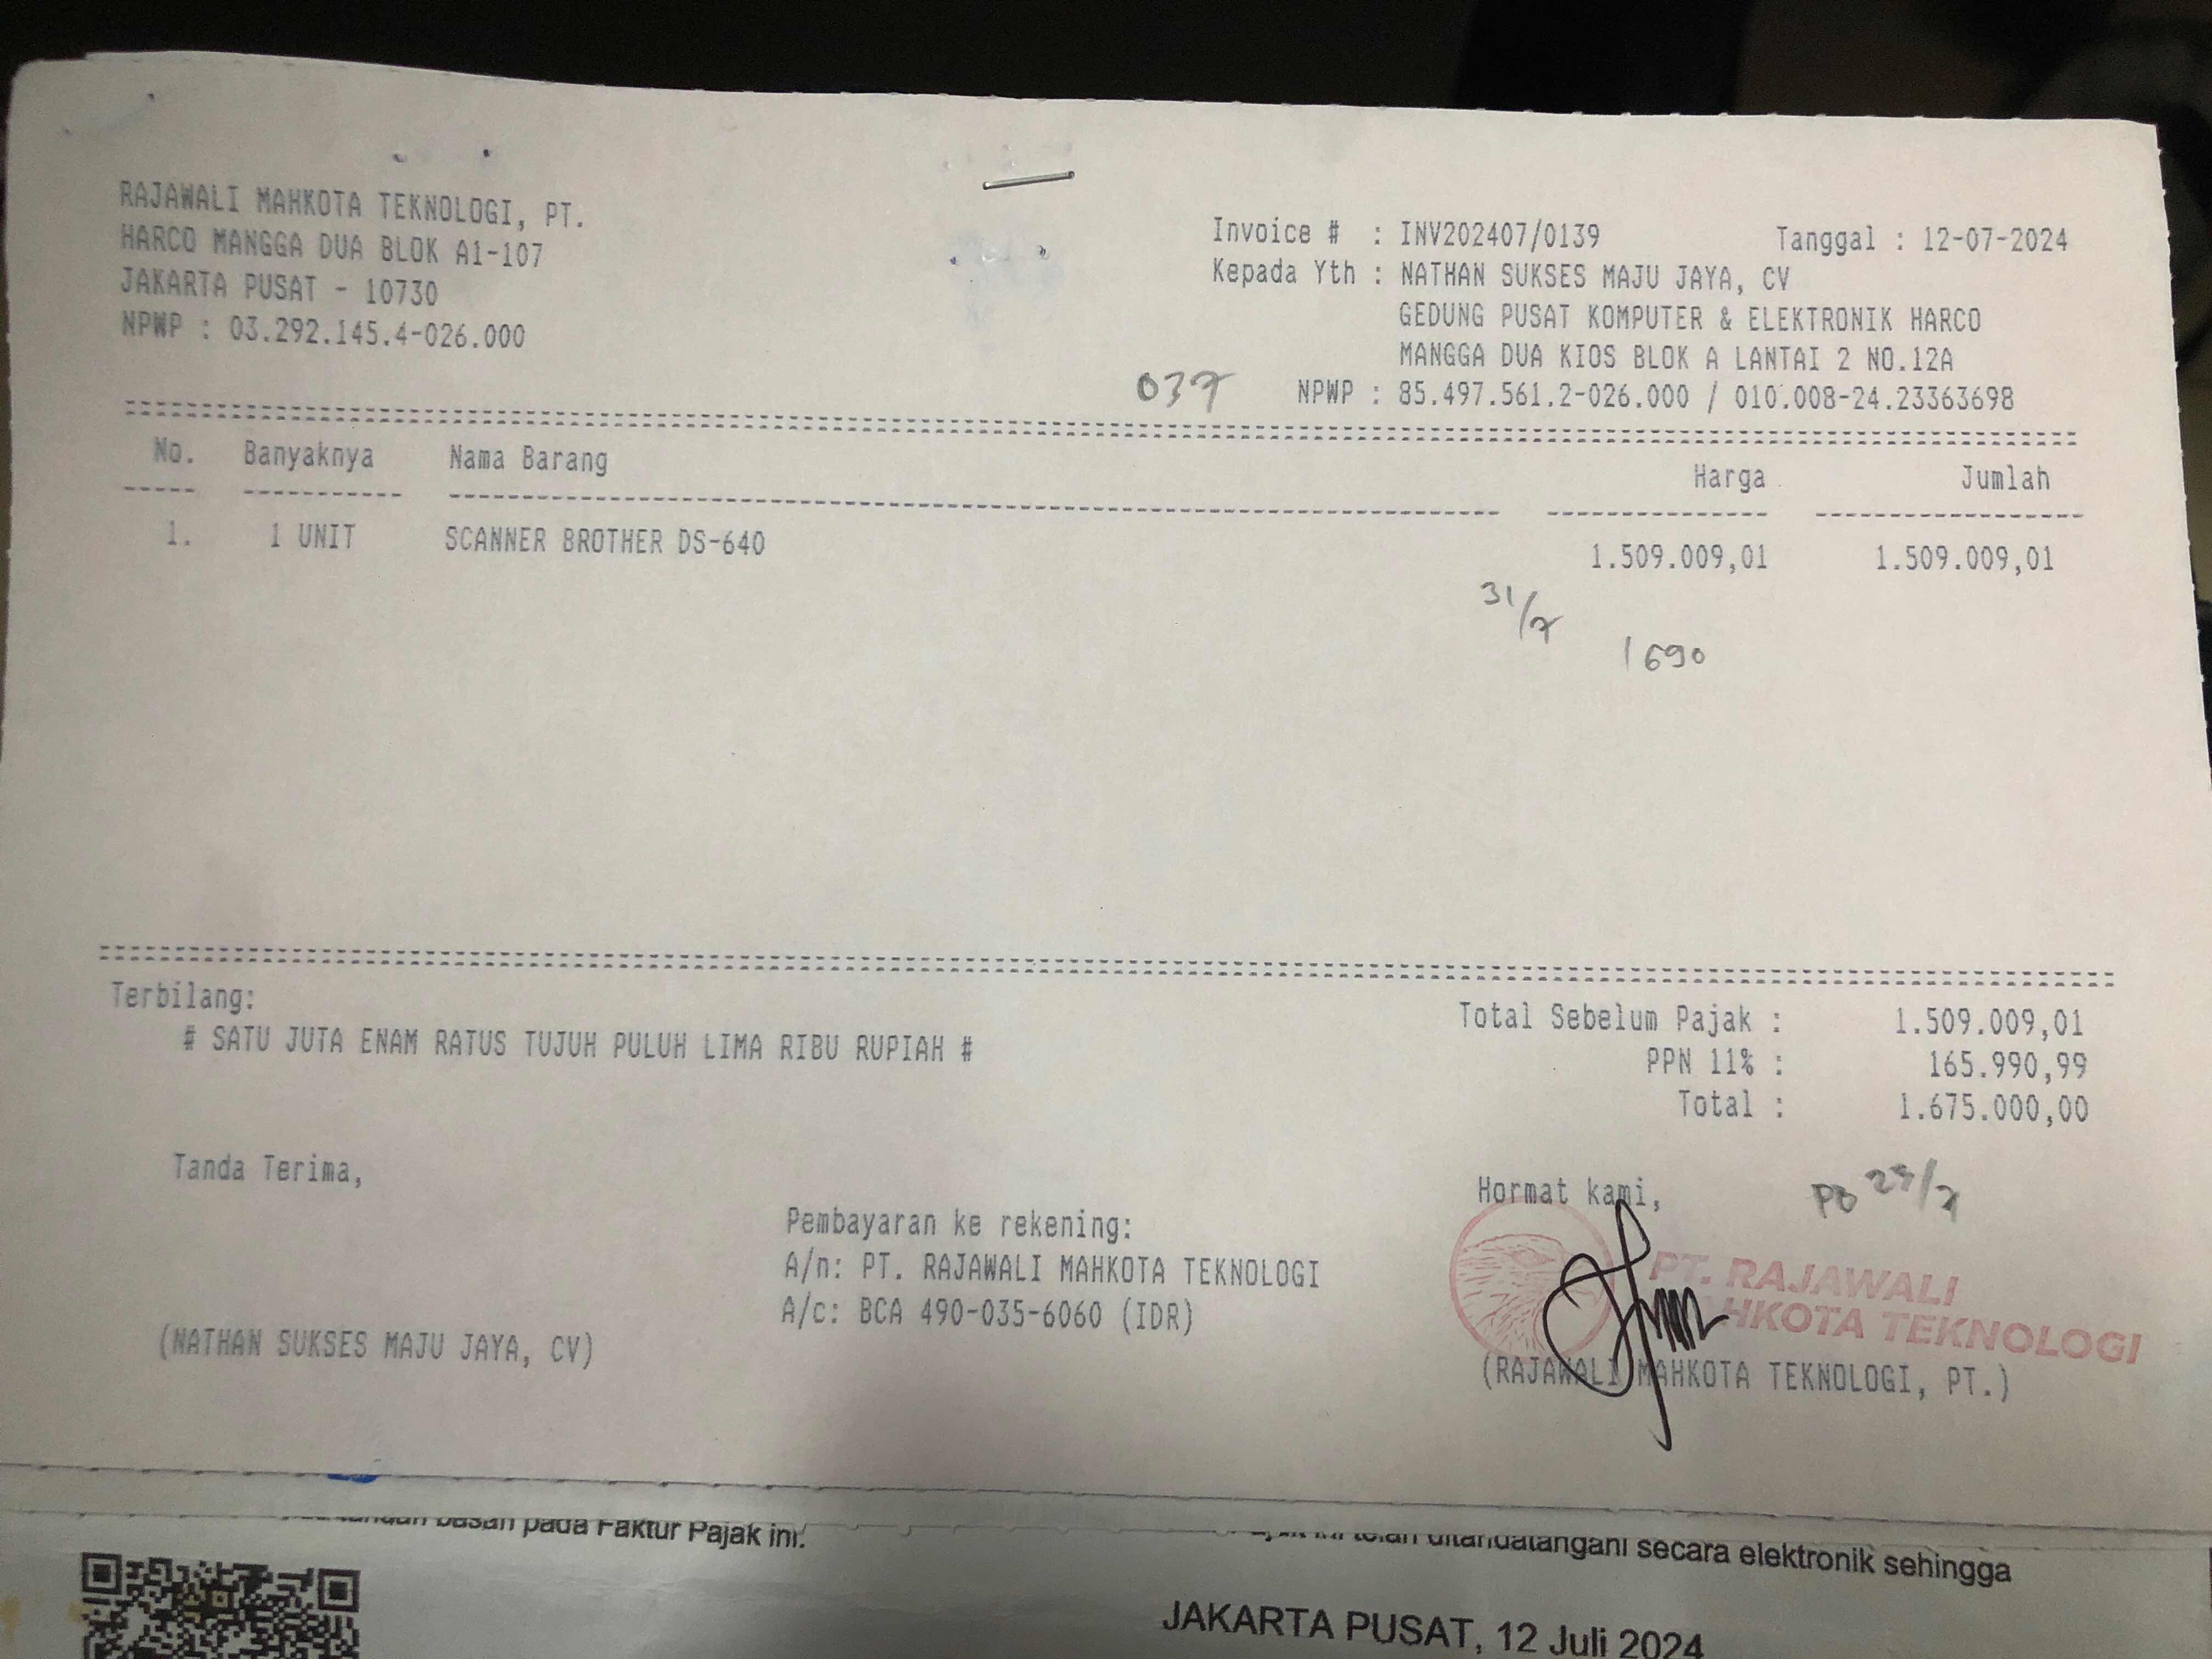 RAJAWALI MAHKOTA TEKNOLOGI, PT.
HARCO MANGGA DUA BLOK A1-107
JAKARTA PUSAT - 10730
NPWP : 03.292.145.4-026.000
Invoice # : INV202407/0139 Tanggal : 12-07-2024
Kepada Yth : NATHAN SUKSES MAJU JAYA, CV
GEDUNG PUSAT KOMPUTER & ELEKTRONIK HARCO
MANGGA DUA KIOS BLOK A LANTAI 2 NO.12A
037 NPWP : 85.497.561.2-026.000 / 010.008-24.23363698
No. Banyaknya Nama Barang Harga Jumlah
1. 1 UNIT SCANNER BROTHER DS-640 1.509.009,01 1.509.009,01
31/7
1690
Terbilang:
# SATU JUTA ENAM RATUS TUJUH PULUH LIMA RIBU RUPIAH #
Total Sebelum Pajak : 1.509.009,01
PPN 11% : 165.990,99
Total : 1.675.000,00
Tanda Terima,
(NATHAN SUKSES MAJU JAYA, CV)
Pembayaran ke rekening:
A/n: PT. RAJAWALI MAHKOTA TEKNOLOGI
A/c: BCA 490-035-6060 (IDR)
Hormat kami,
PT. RAJAWALI
MAHKOTA TEKNOLOGI
(RAJAWALI MAHKOTA TEKNOLOGI, PT.)
basah pada Faktur Pajak ini.
ini telah ditandatangani secara elektronik sehingga
JAKARTA PUSAT, 12 Juli 2024